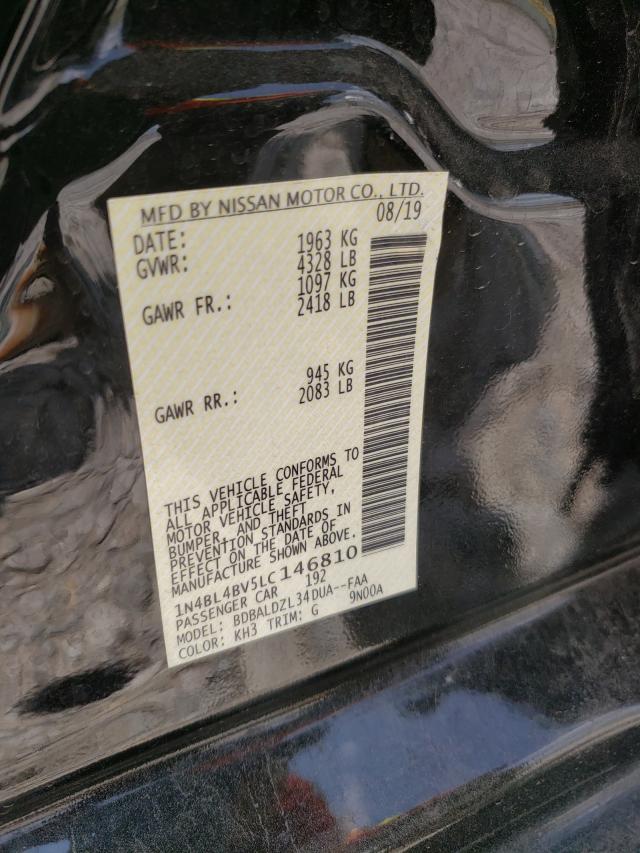 MFD BY NISSAN MOTOR CO., LTD.
DATE: 08/19
GVWR: 1963 KG
4328 LB
GAWR FR.: 1097 KG
2418 LB
GAWR RR.: 945 KG
2083 LB
THIS VEHICLE CONFORMS TO
ALL APPLICABLE FEDERAL
MOTOR VEHICLE SAFETY,
BUMPER, AND THEFT
PREVENTION STANDARDS IN
EFFECT ON THE DATE OF
MANUFACTURE SHOWN ABOVE.
1N4BL4BV5LC146810
PASSENGER CAR 192
MODEL: BDBALDZL34DUA--FAA
COLOR: KH3 TRIM: G 9N00A